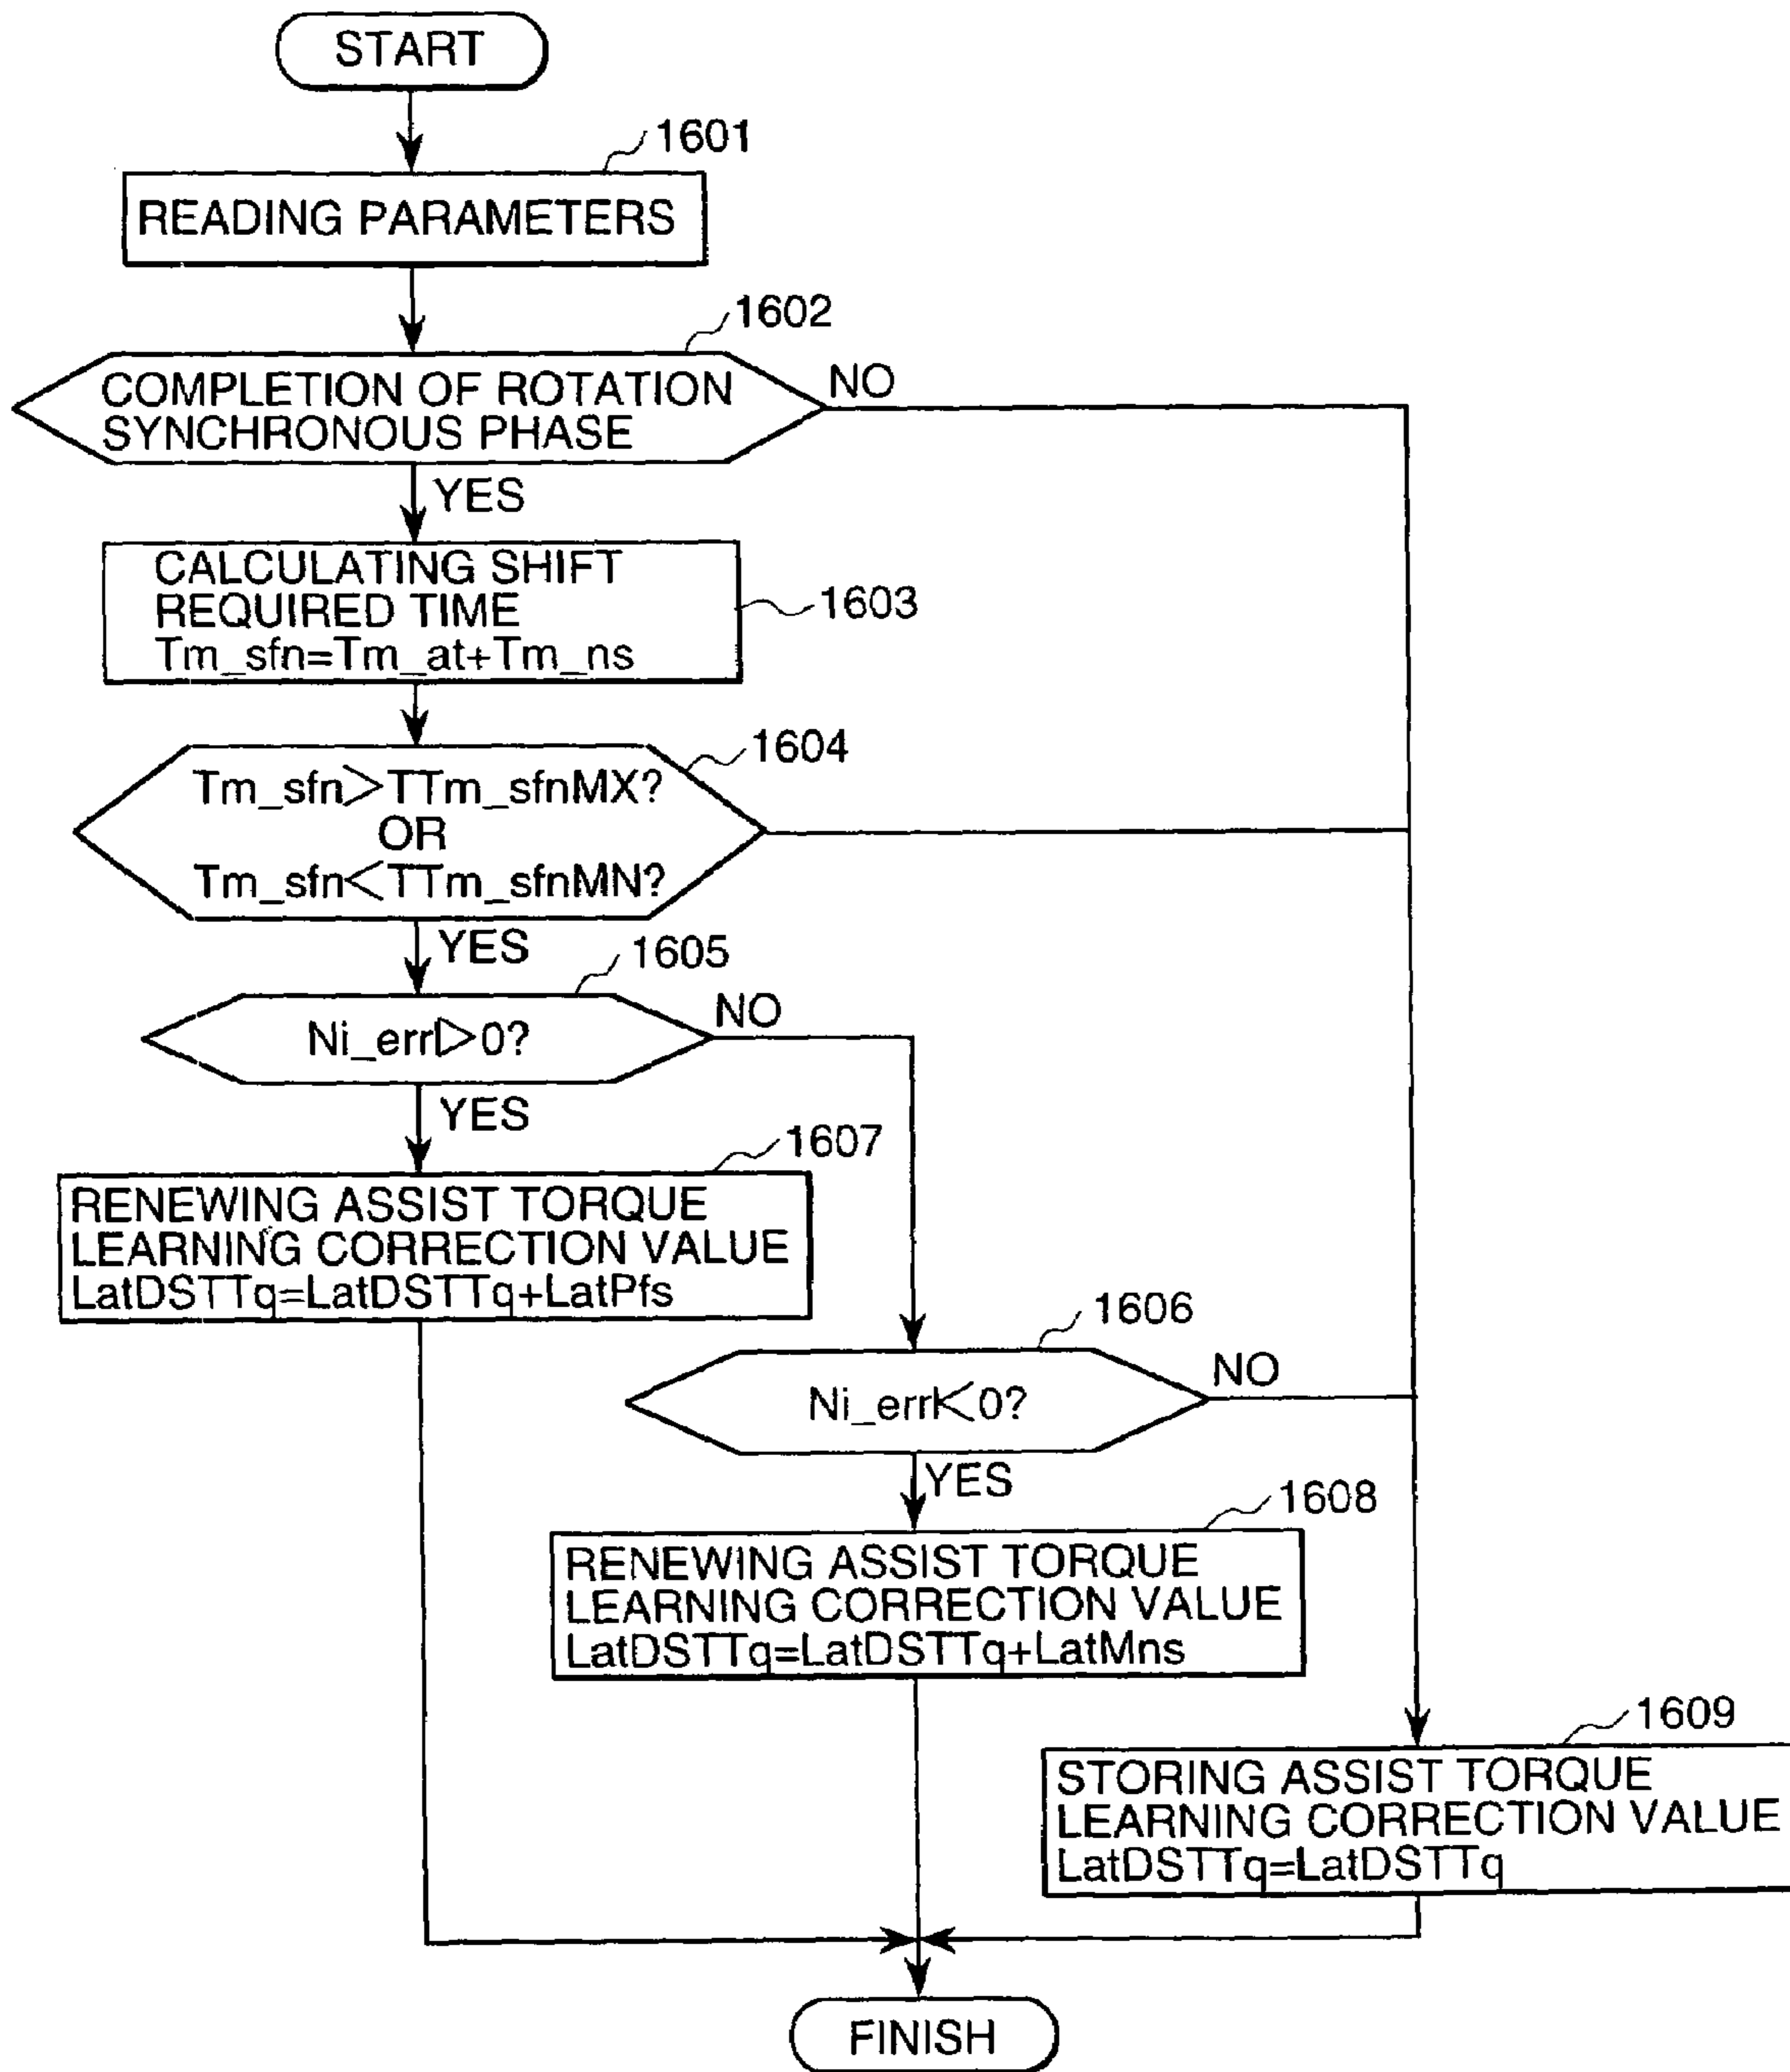 START
1601
READING PARAMETERS
1602
COMPLETION OF ROTATION
SYNCHRONOUS PHASE
NO
YES
CALCULATING SHIFT
REQUIRED TIME
Tm_sfn=Tm_at+Tm_ns
1603
1604
Tm_sfn>TTm_sfnMX?
OR
Tm_sfn<TTm_sfnMN?
YES
1605
Ni_errl>0?
NO
YES
1607
RENEWING ASSIST TORQUE
LEARNING CORRECTION VALUE
LatDSTTq=LatDSTTq+LatPfs
1606
Ni_errl<0?
NO
YES
1608
RENEWING ASSIST TORQUE
LEARNING CORRECTION VALUE
LatDSTTq=LatDSTTq+LatMns
1609
STORING ASSIST TORQUE
LEARNING CORRECTION VALUE
LatDSTTq=LatDSTTq
FINISH